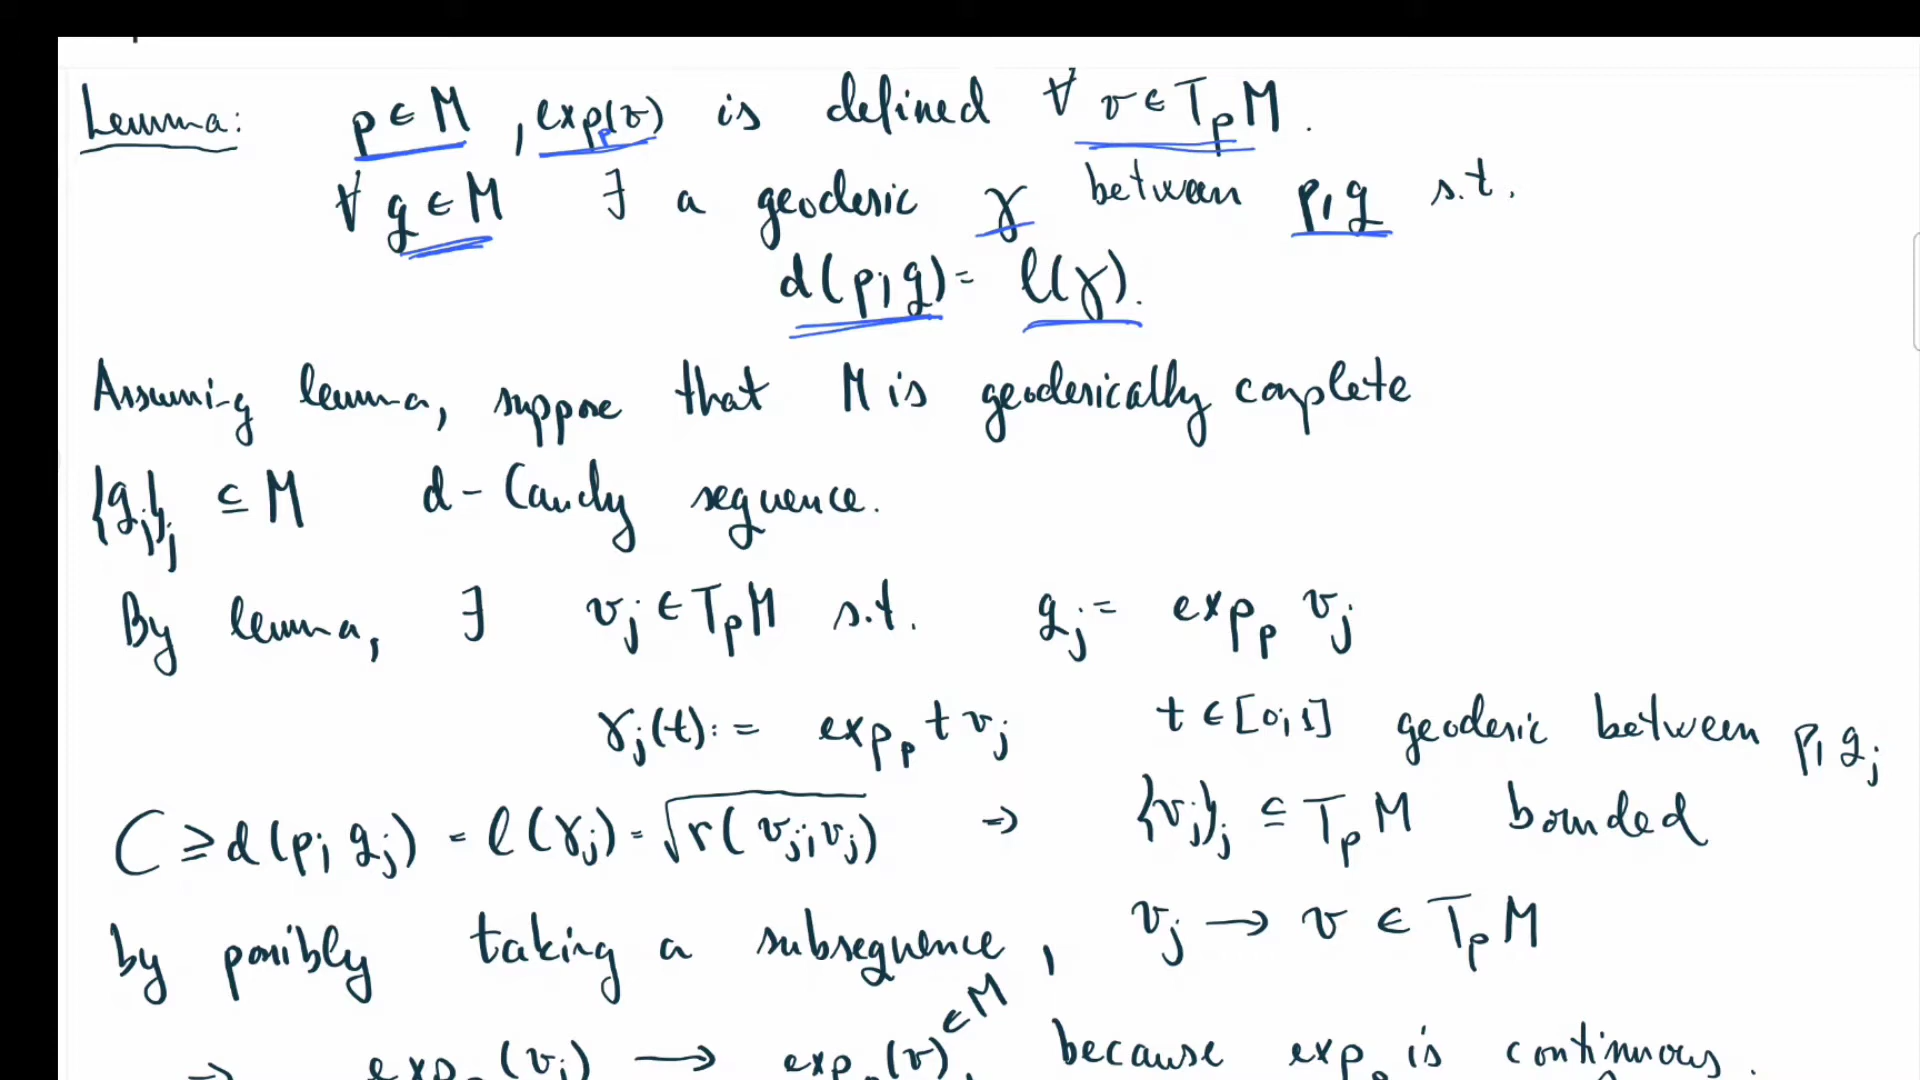 Lemma: p ∈ M, exp_p(v) is defined ∀ v ∈ T_pM.
∀ q ∈ M ∃ a geodesic γ between p, q s.t.
d(p, q) = l(γ).
Assuming lemma, suppose that M is geodesically complete
{q_j}_j ⊆ M d-Cauchy sequence.
By lemma, ∃ v_j ∈ T_pM s.t. q_j = exp_p v_j
γ_j(t) := exp_p t v_j t ∈ [0, 1] geodesic between p, q_j
C ≥ d(p, q_j) = l(γ_j) = √r(v_j, v_j) ⇒ {v_j}_j ⊆ T_pM bounded
by possibly taking a subsequence, v_j → v ∈ T_pM
⇒ exp_p(v_j) → exp_p(v) ∈ M, because exp_p is continuous.